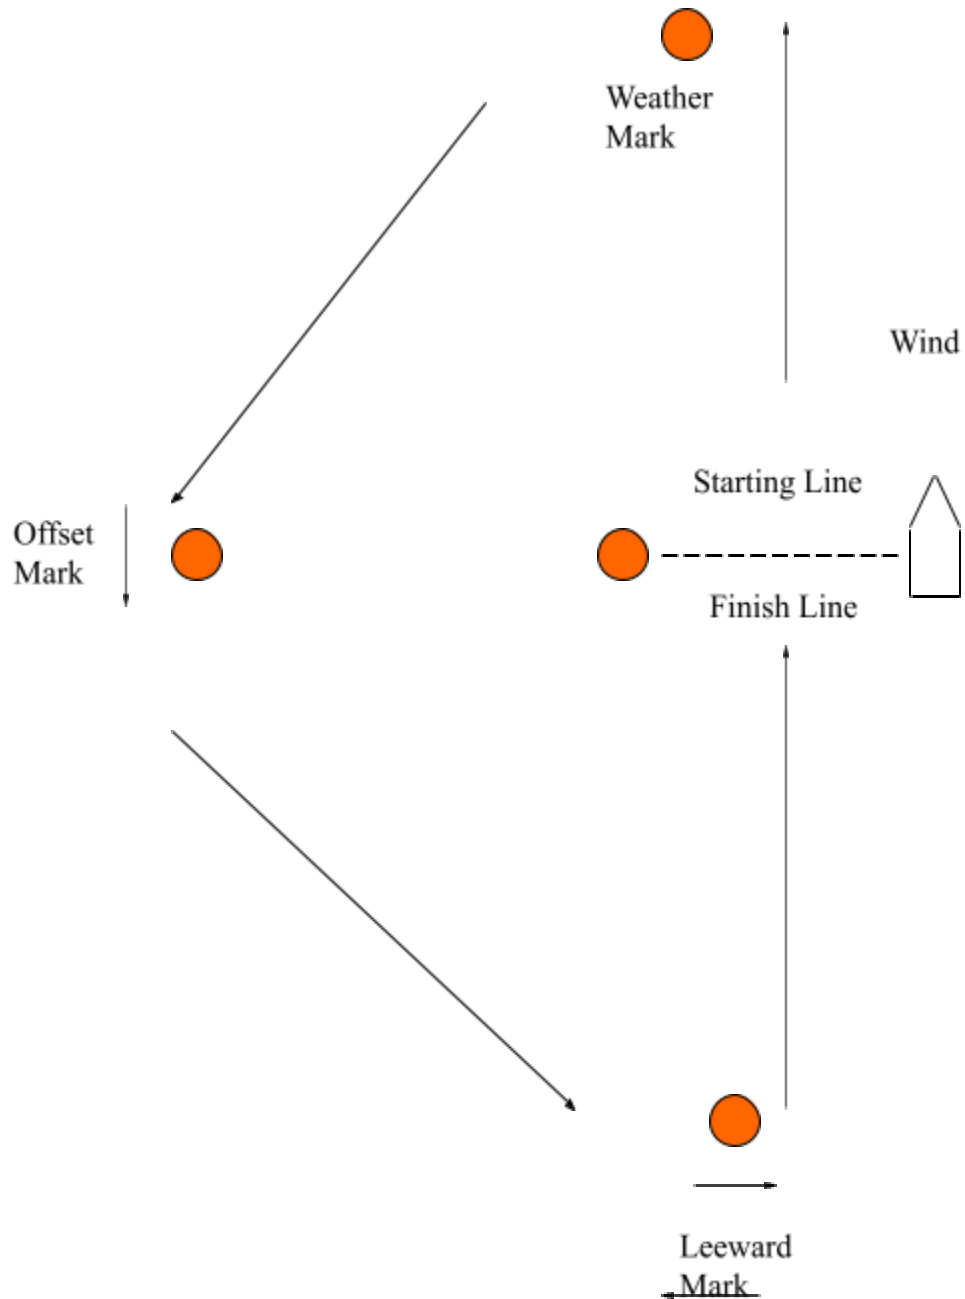 Weather
Mark
Wind
Starting Line
Offset
Mark
Finish Line
Leeward
Mark